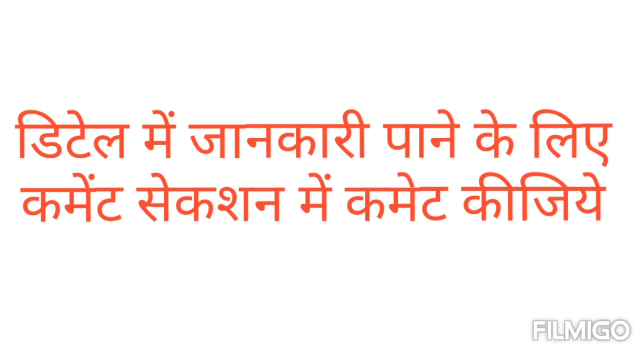 डिटेल में जानकारी पाने के लिए
कमेंट सेकशन में कमेट कीजिये
FILMIGO